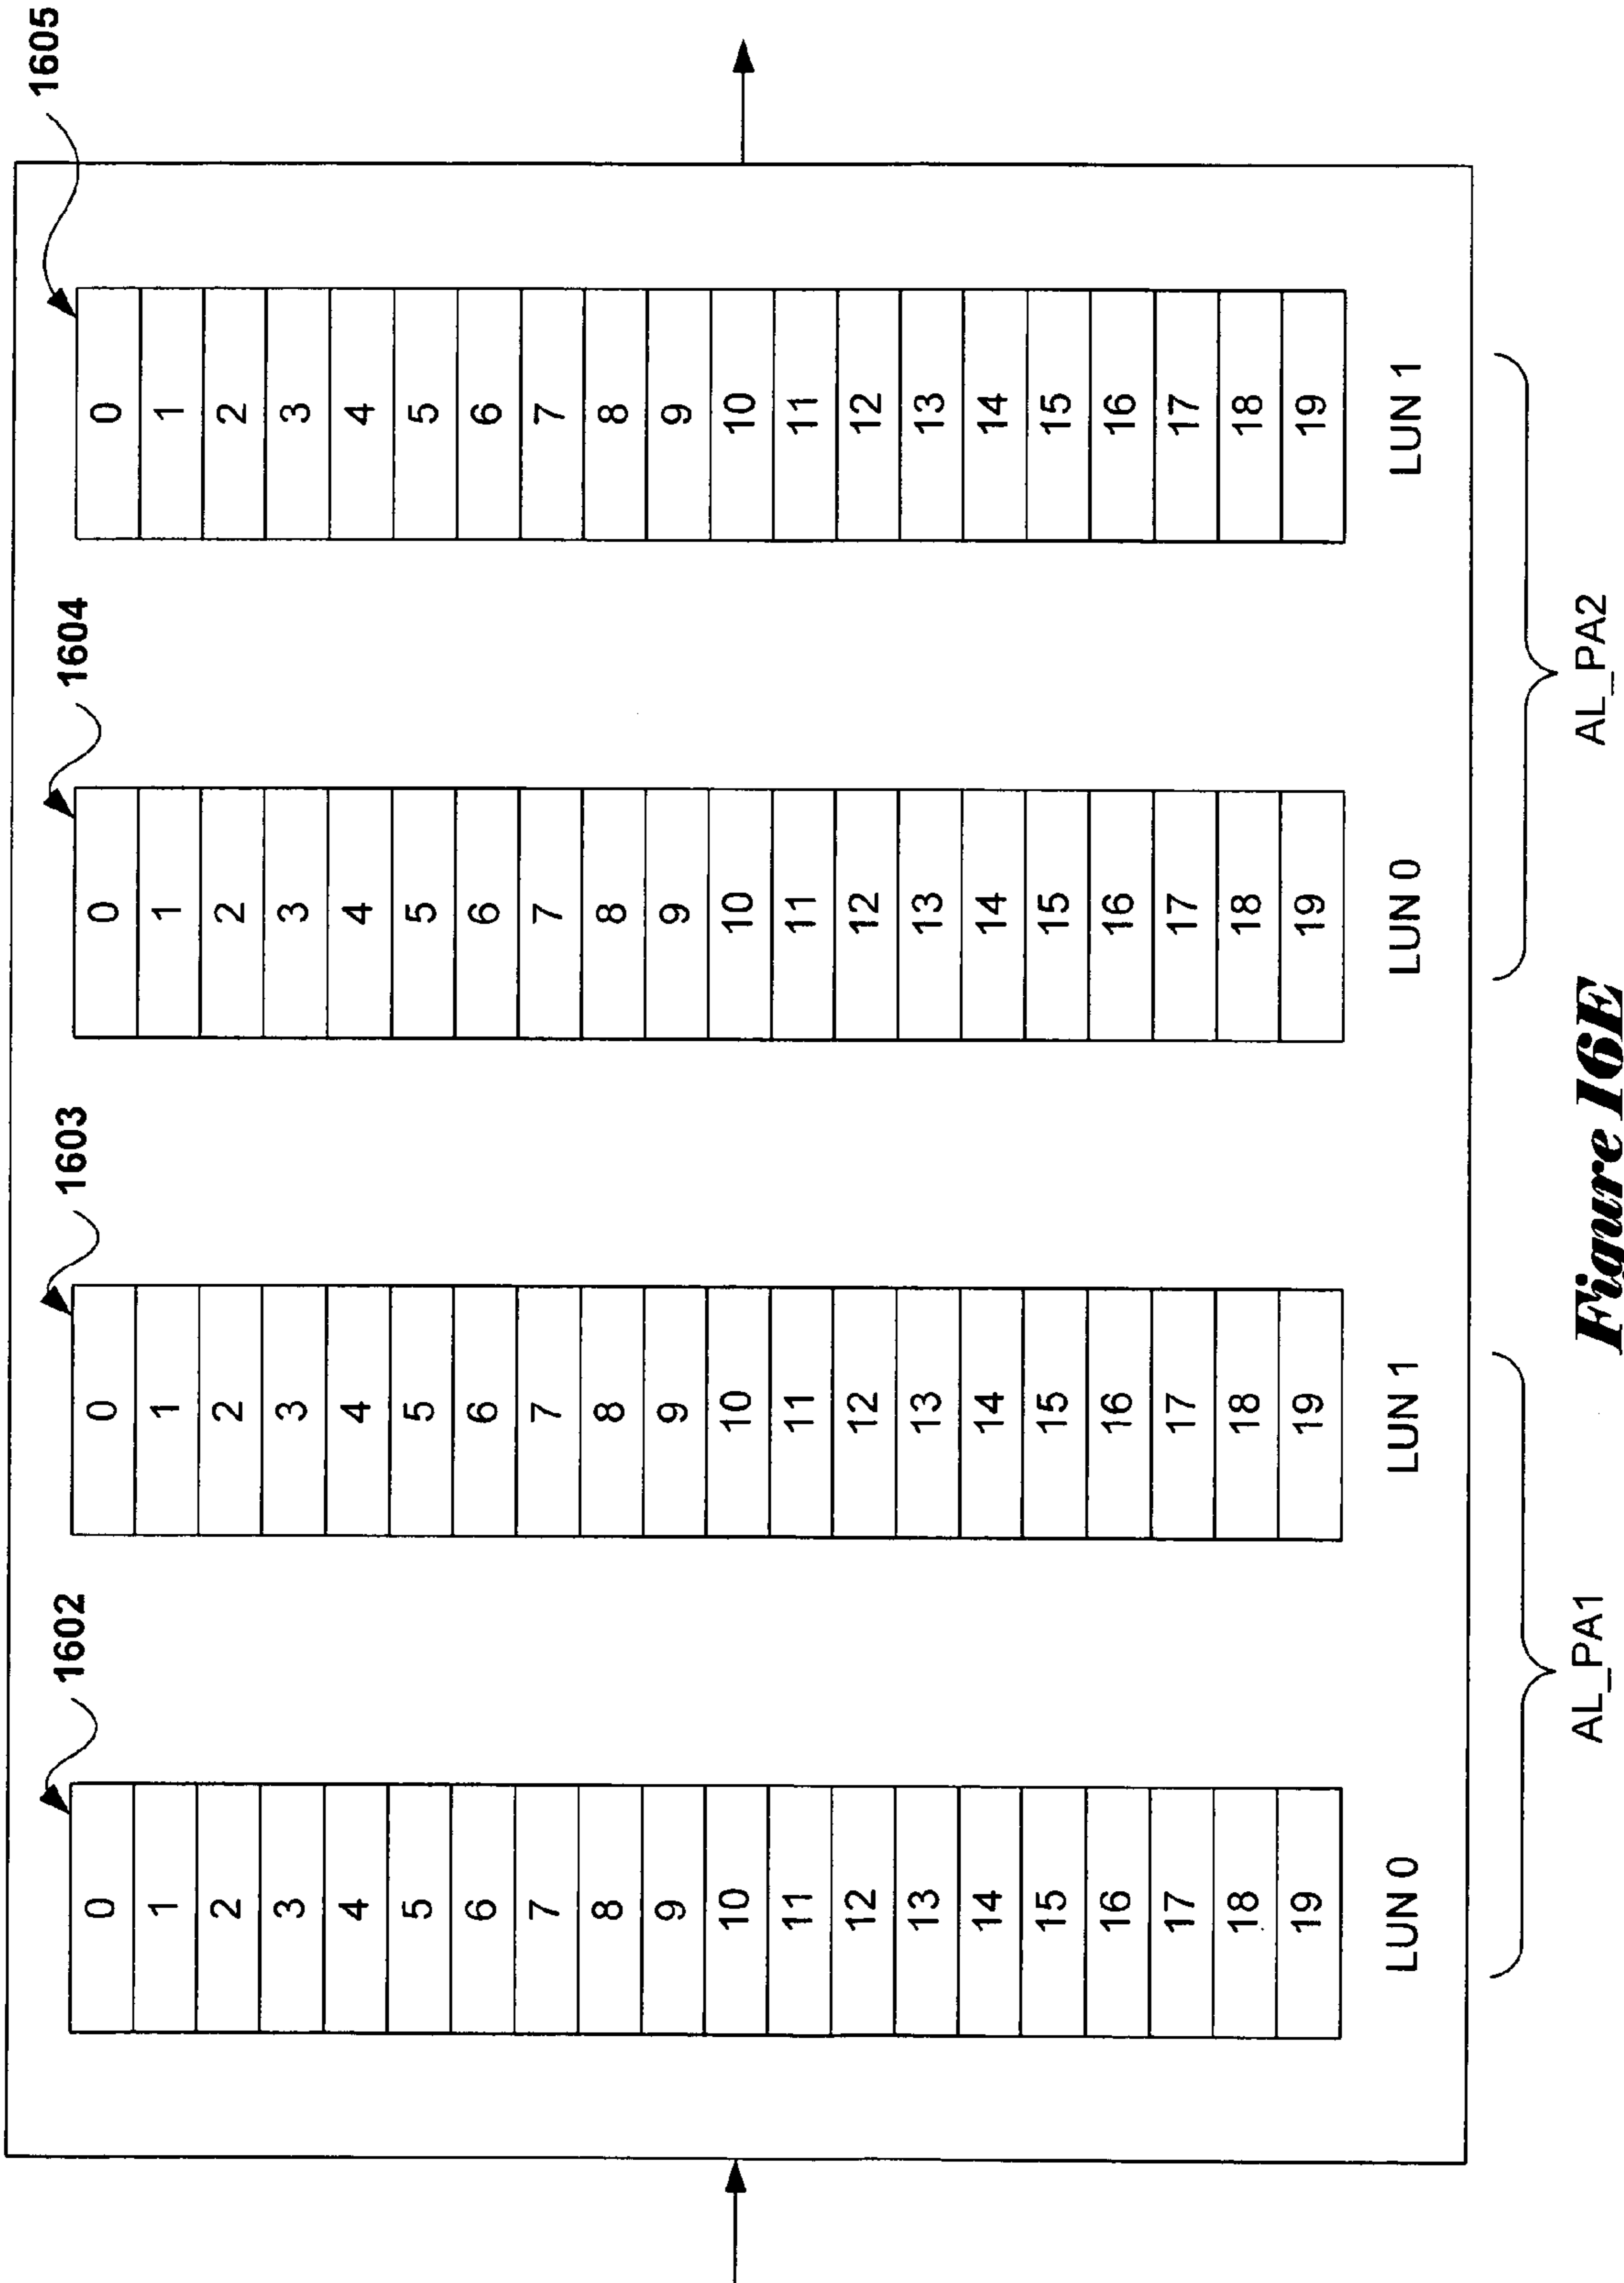 1602
1603
1604
1605
0 0 0 0
1 1 1 1
2 2 2 2
3 3 3 3
4 4 4 4
5 5 5 5
6 6 6 6
7 7 7 7
8 8 8 8
9 9 9 9
10 10 10 10
11 11 11 11
12 12 12 12
13 13 13 13
14 14 14 14
15 15 15 15
16 16 16 16
17 17 17 17
18 18 18 18
19 19 19 19
LUN 0 LUN 1 LUN 0 LUN 1
AL_PA1 AL_PA2
Figure 16E